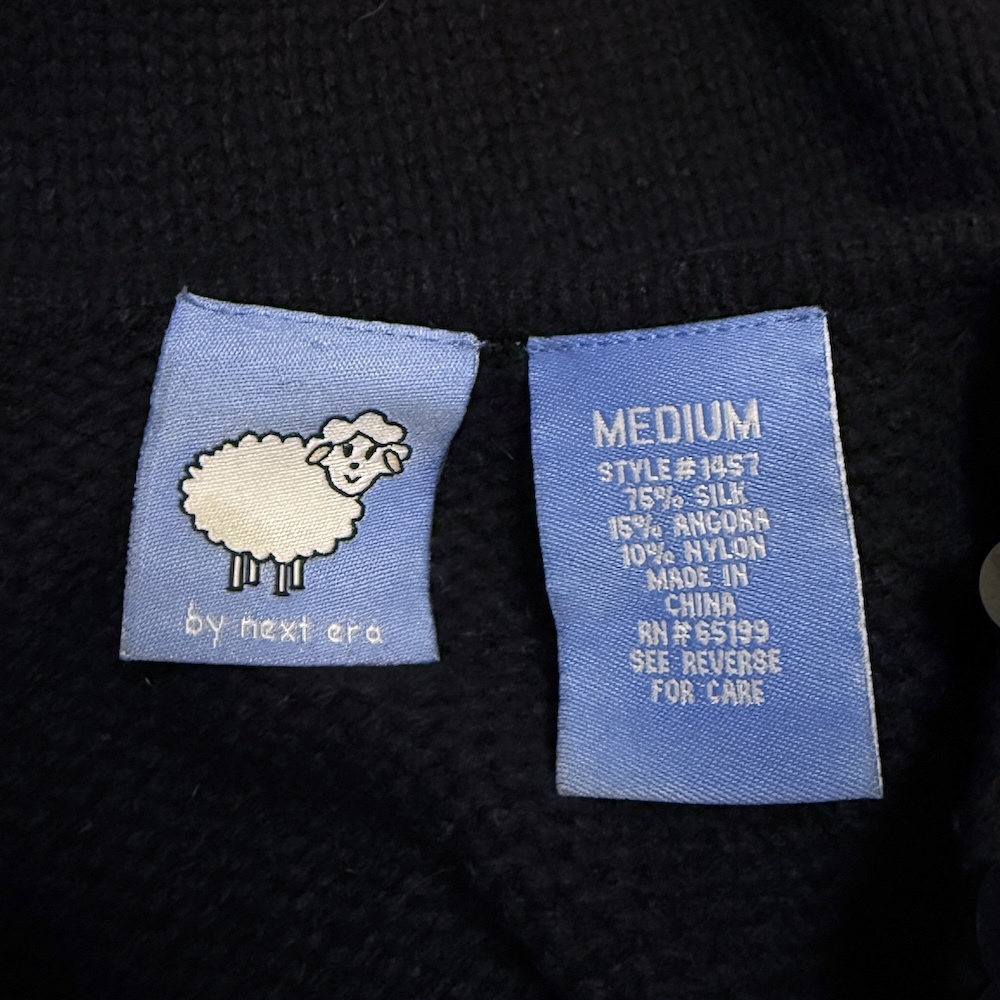 by next era
MEDIUM
STYLE#1457
75% SILK
15% ANGORA
10% NYLON
MADE IN
CHINA
RN#65199
SEE REVERSE
FOR CARE